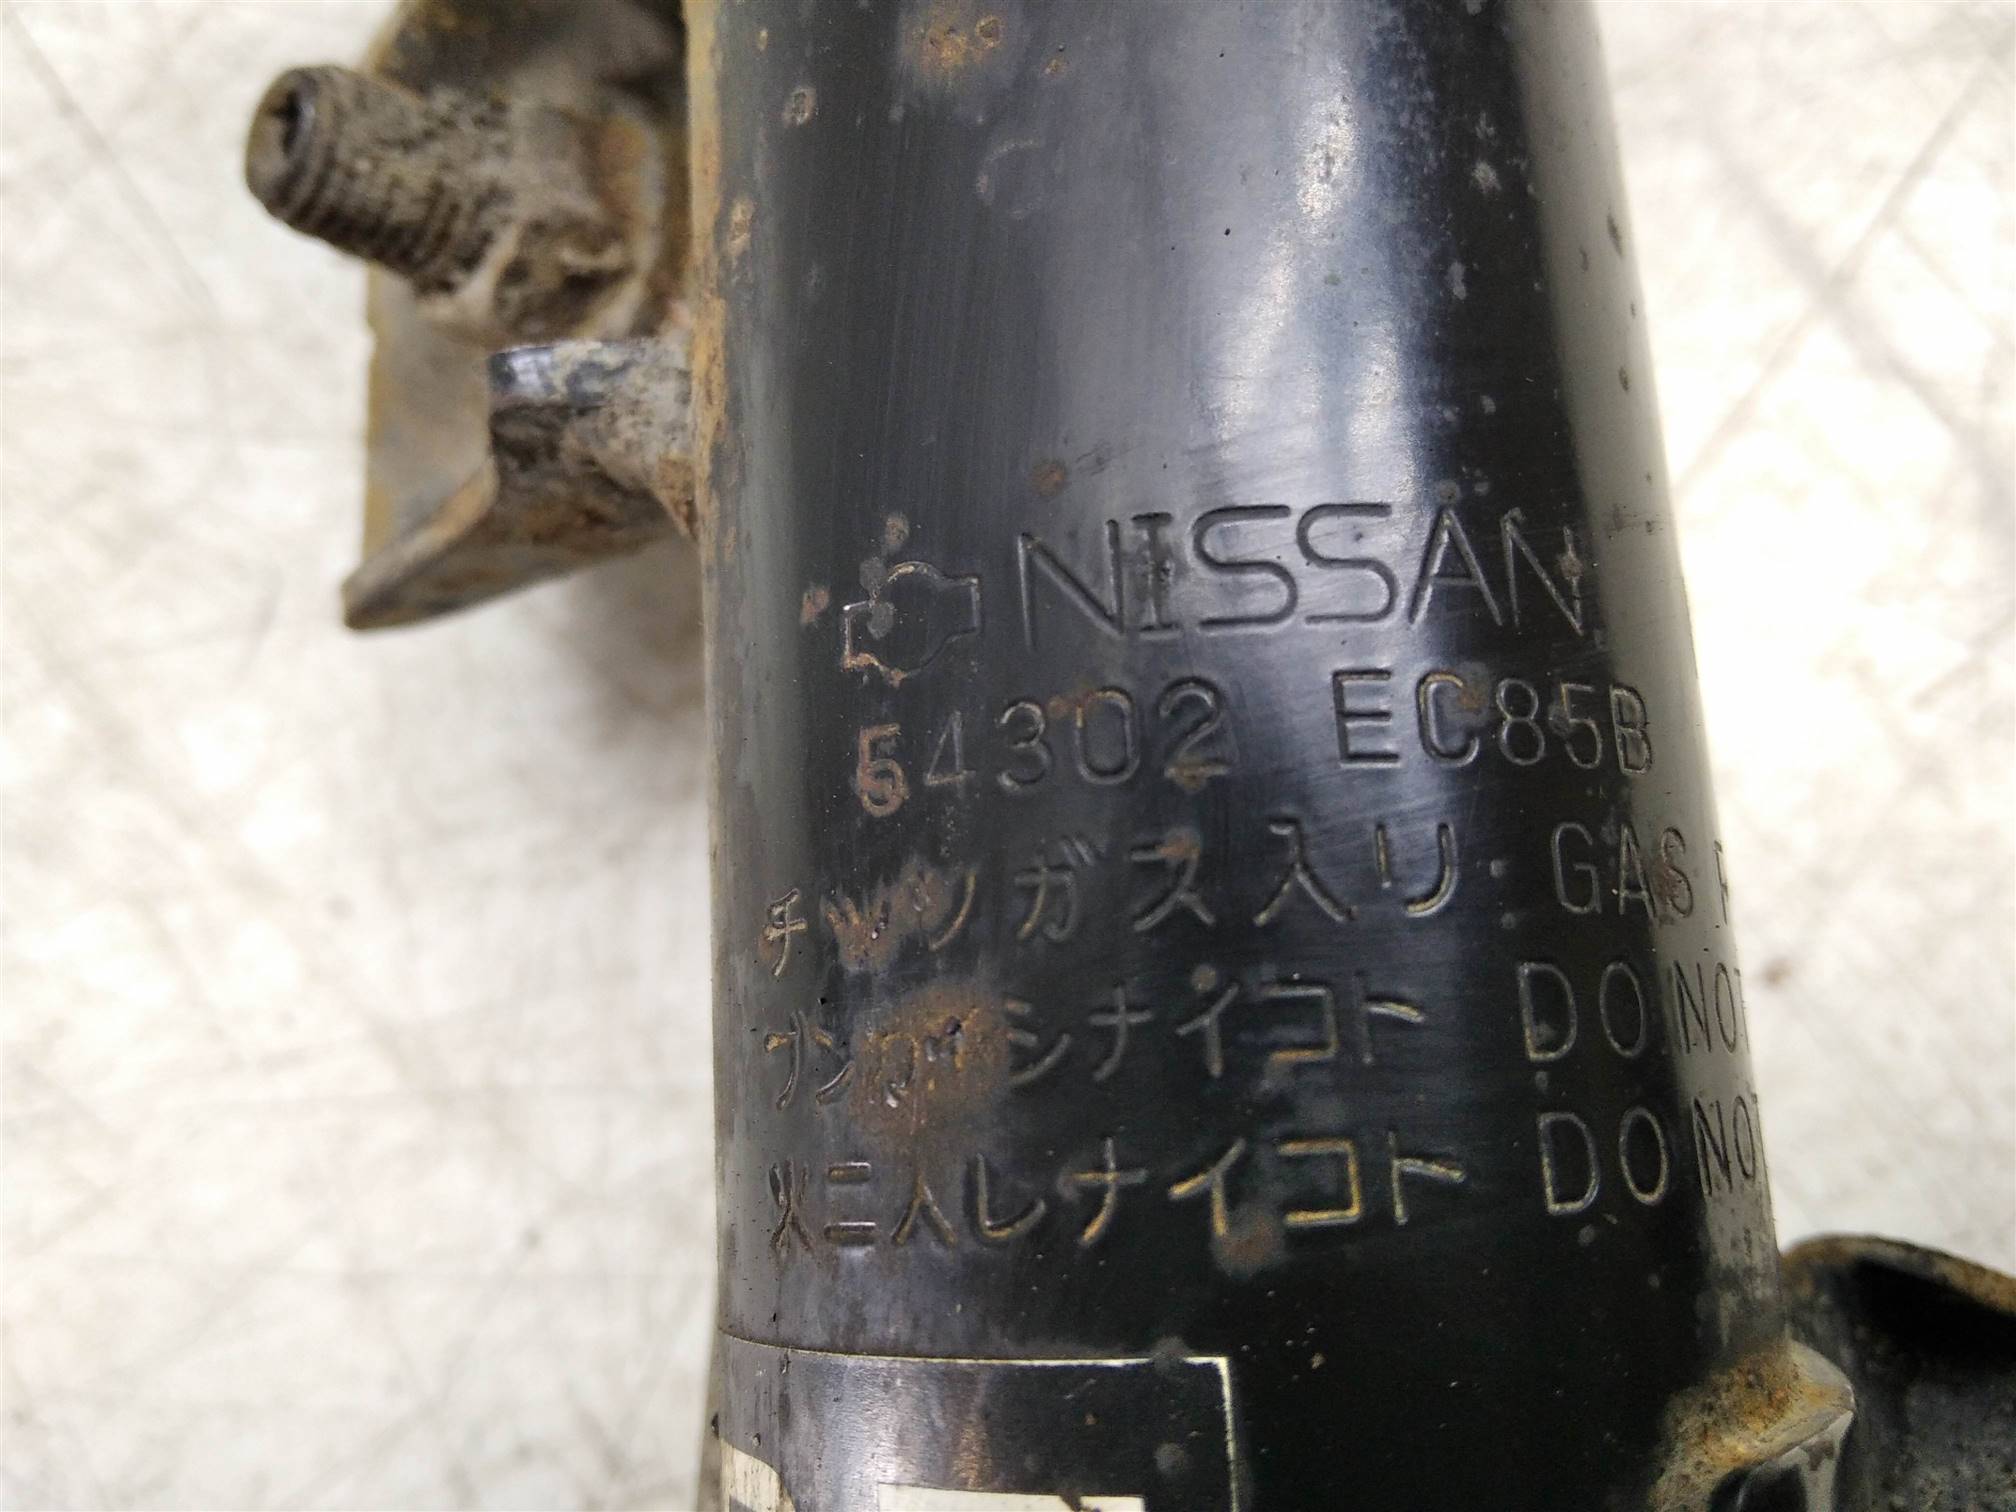 NISSAN
54302 EC85B
チッソガス入リ. GAS
ブンカイシナイコト DO NOT
火ニ入レナイコト DO NOT